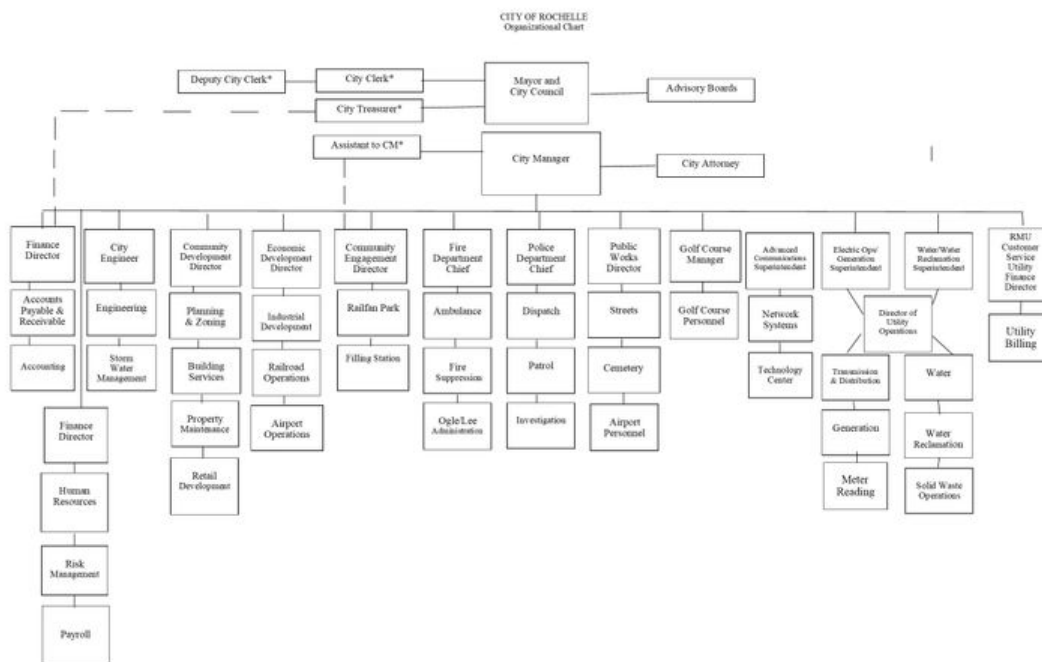 CITY OF ROCHELLE
Organizational Chart
Deputy City Clerk*
City Clerk*
Mayor and
City Council
Advisory Boards
City Treasurer*
Assistant to CM*
City Manager
City Attorney
Finance
Director
City
Engineer
Community
Development
Director
Economic
Development
Director
Community
Engagement
Director
Fire
Department
Chief
Police
Department
Chief
Public
Works
Director
Golf Course
Manager
Advanced
Communications
Superintendent
Electric Ops/
Generation
Superintendent
Water/Water
Reclamation
Superintendent
RMU
Customer
Service
Utility
Finance
Director
Accounts
Payable &
Receivable
Engineering
Planning
& Zoning
Industrial
Development
Railfan Park
Ambulance
Dispatch
Streets
Golf Course
Personnel
Network
Systems
Director of
Utility
Operations
Utility
Billing
Accounting
Storm
Water
Management
Building
Services
Railroad
Operations
Filling Station
Fire
Suppression
Patrol
Cemetery
Technology
Center
Transmission
& Distribution
Water
Finance
Director
Property
Maintenance
Airport
Operations
Ogle/Lee
Administration
Investigation
Airport
Personnel
Generation
Water
Reclamation
Human
Resources
Retail
Development
Meter
Reading
Solid Waste
Operations
Risk
Management
Payroll